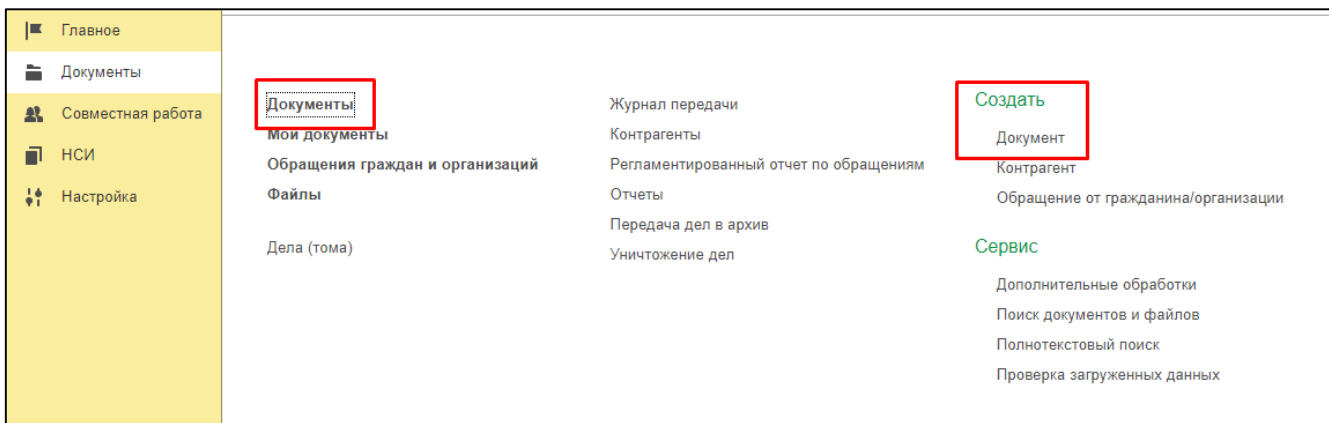 Главное
Документы
Совместная работа
НСИ
Настройка
Документы
Мои документы
Обращения граждан и организаций
Файлы
Дела (тома)
Журнал передачи
Контрагенты
Регламентированный отчет по обращениям
Отчеты
Передача дел в архив
Уничтожение дел
Создать
Документ
Контрагент
Обращение от гражданина/организации
Сервис
Дополнительные обработки
Поиск документов и файлов
Полнотекстовый поиск
Проверка загруженных данных